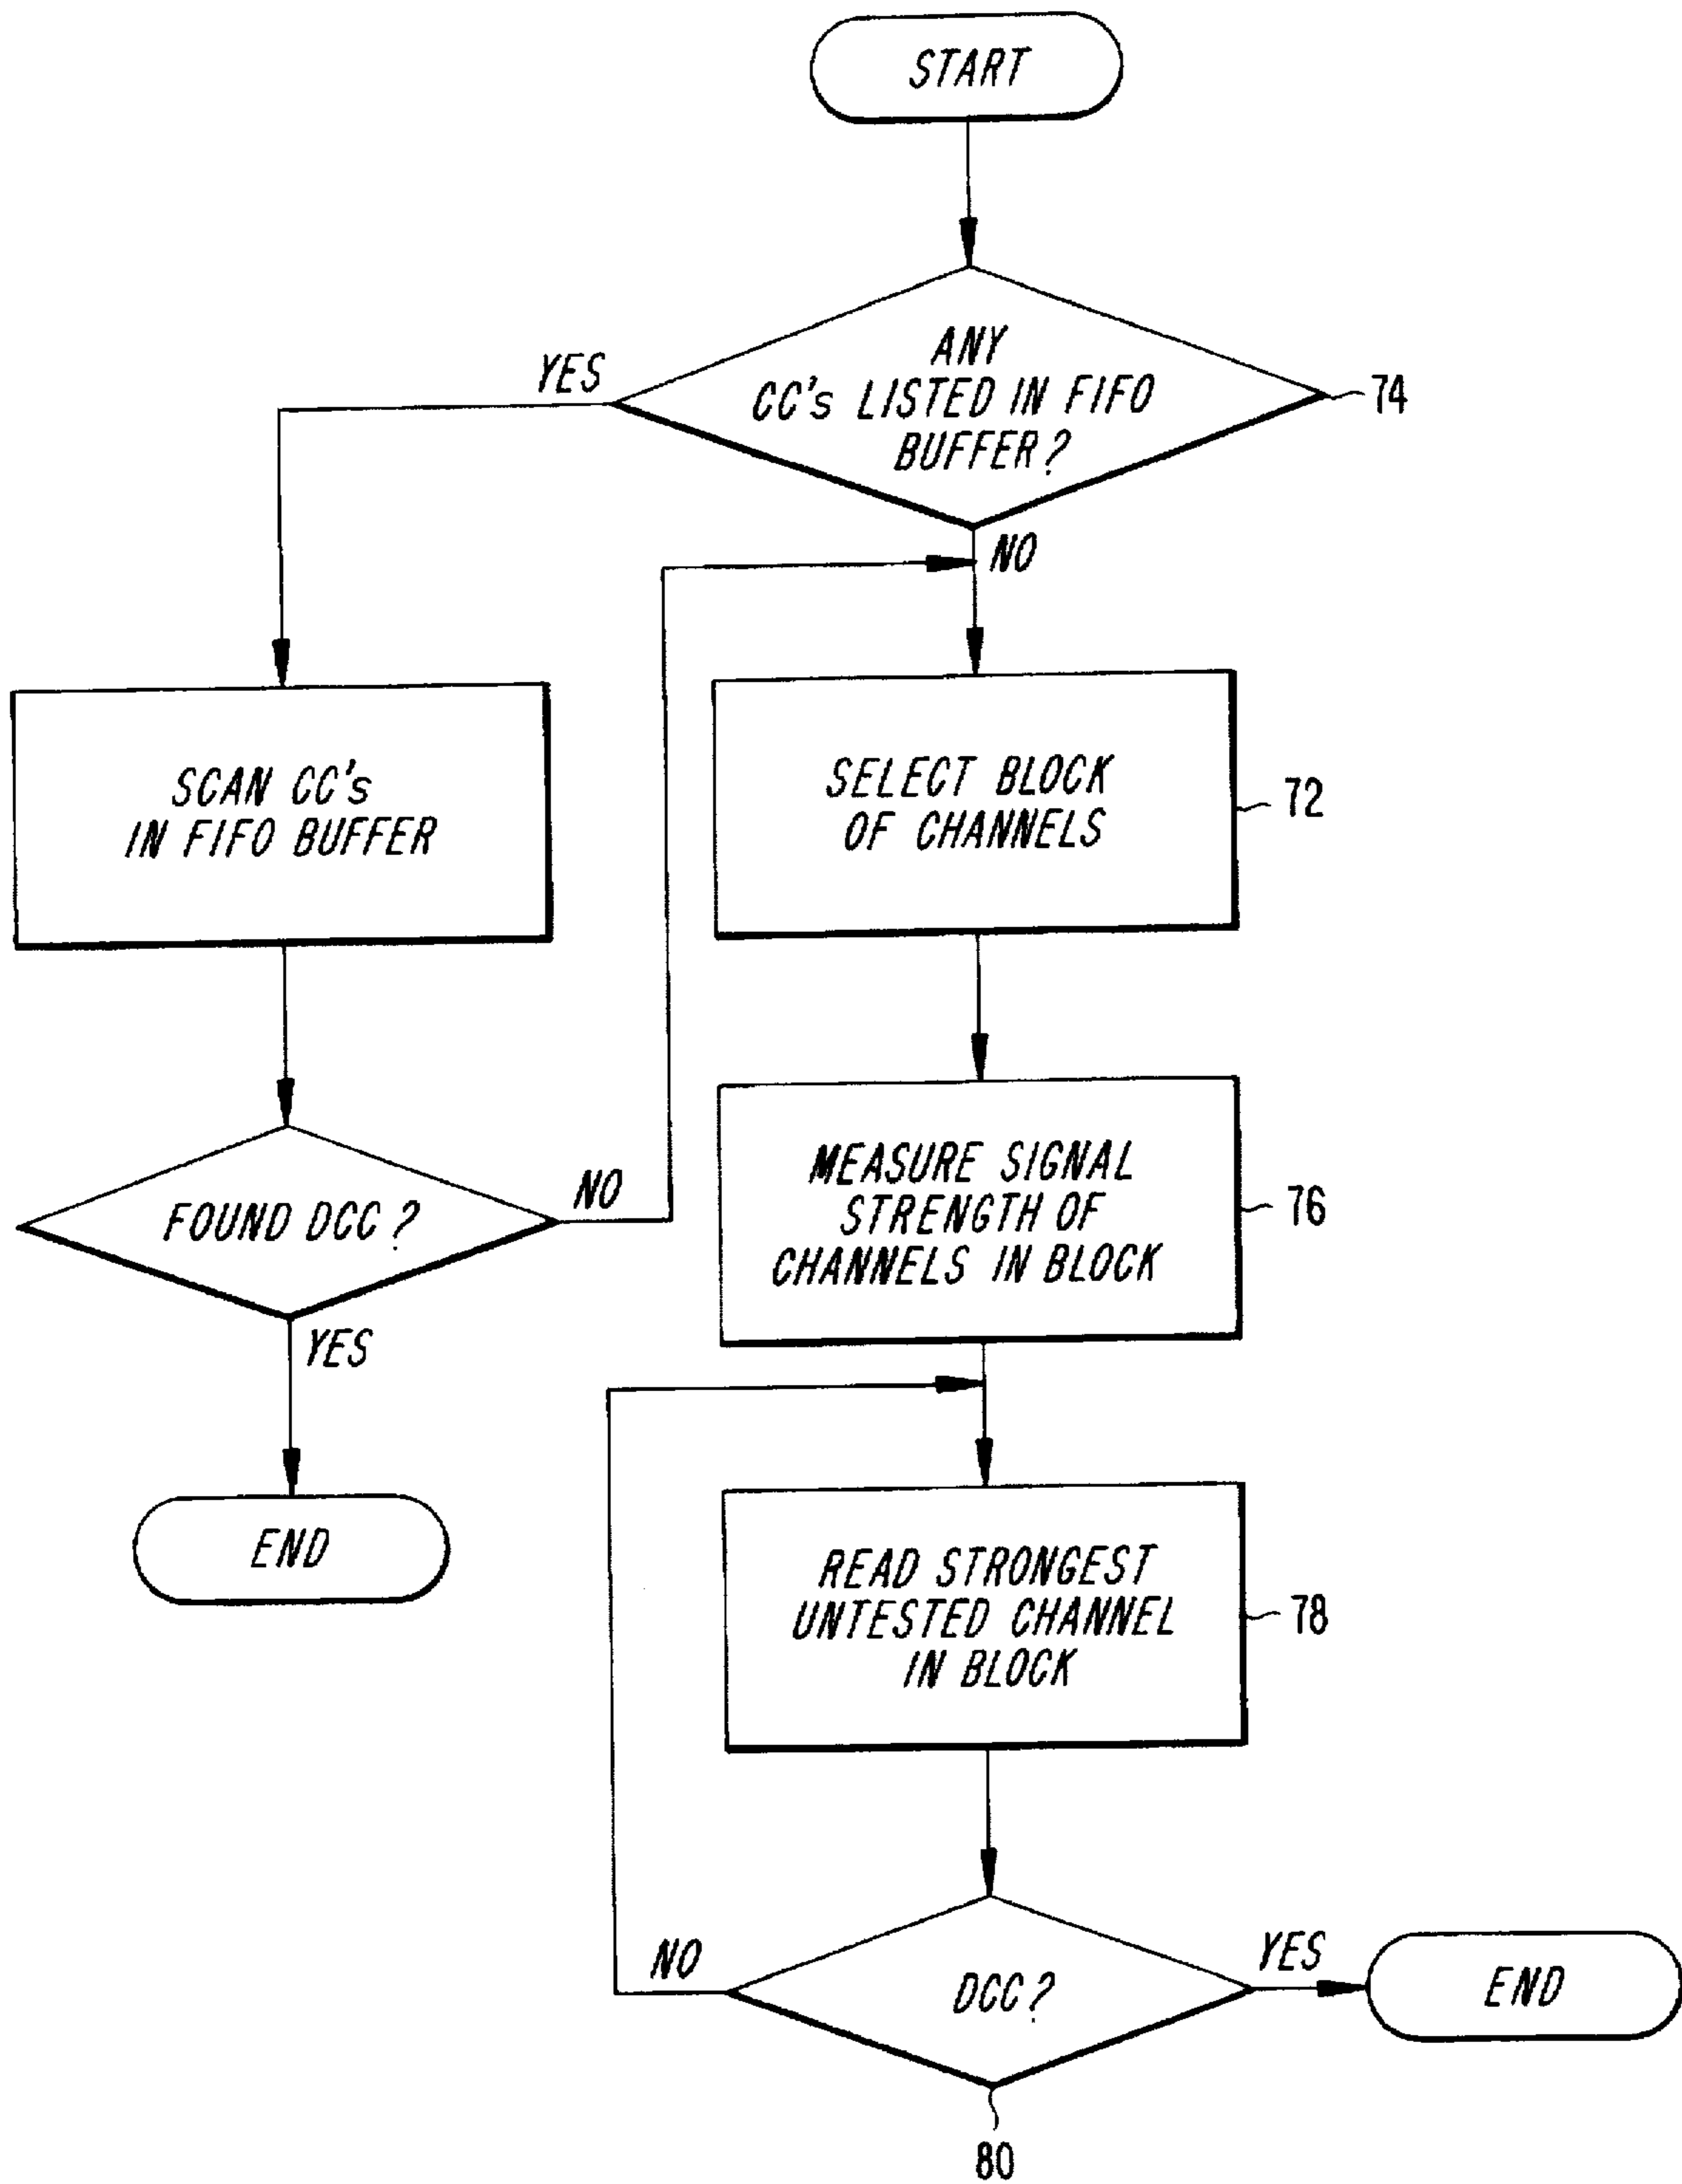 START
ANY
CC's LISTED IN FIFO
BUFFER?
74
YES
NO
SCAN CC's
IN FIFO BUFFER
SELECT BLOCK
OF CHANNELS
72
FOUND DCC?
NO
YES
END
MEASURE SIGNAL
STRENGTH OF
CHANNELS IN BLOCK
76
READ STRONGEST
UNTESTED CHANNEL
IN BLOCK
78
DCC?
NO
YES
END
80